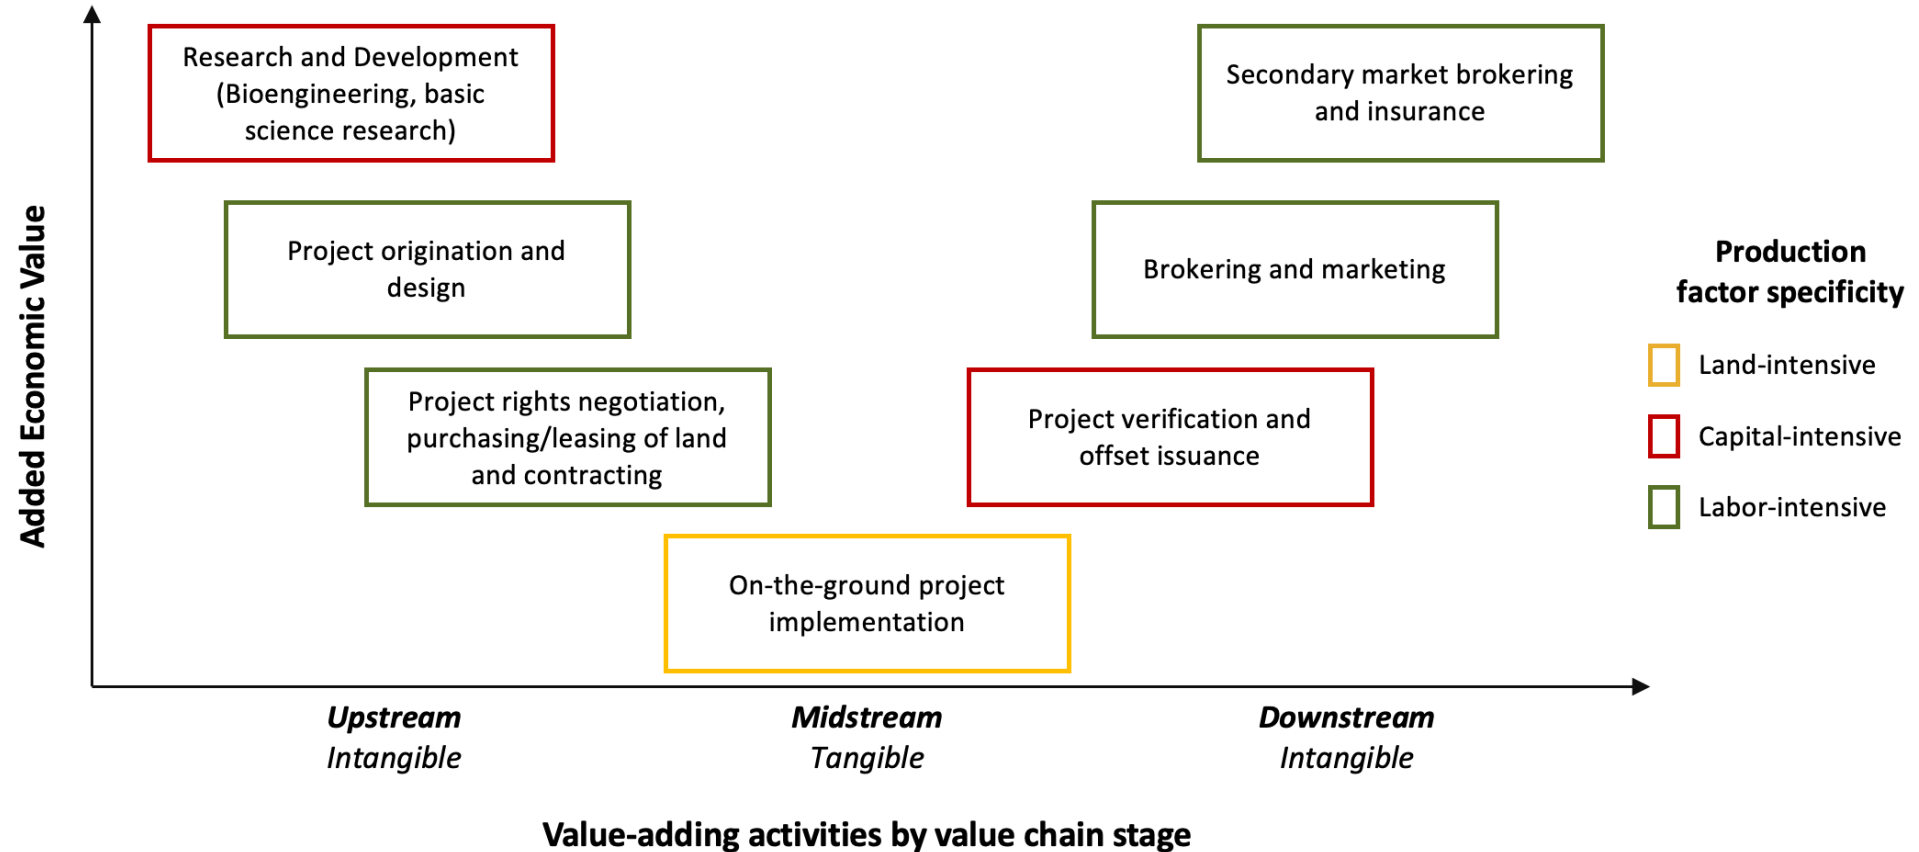 Added Economic Value
Research and Development
(Bioengineering, basic
science research)
Secondary market brokering
and insurance
Project origination and
design
Brokering and marketing
Project rights negotiation,
purchasing/leasing of land
and contracting
Project verification and
offset issuance
On-the-ground project
implementation
Production
factor specificity
Land-intensive
Capital-intensive
Labor-intensive
Upstream
Intangible
Midstream
Tangible
Downstream
Intangible
Value-adding activities by value chain stage